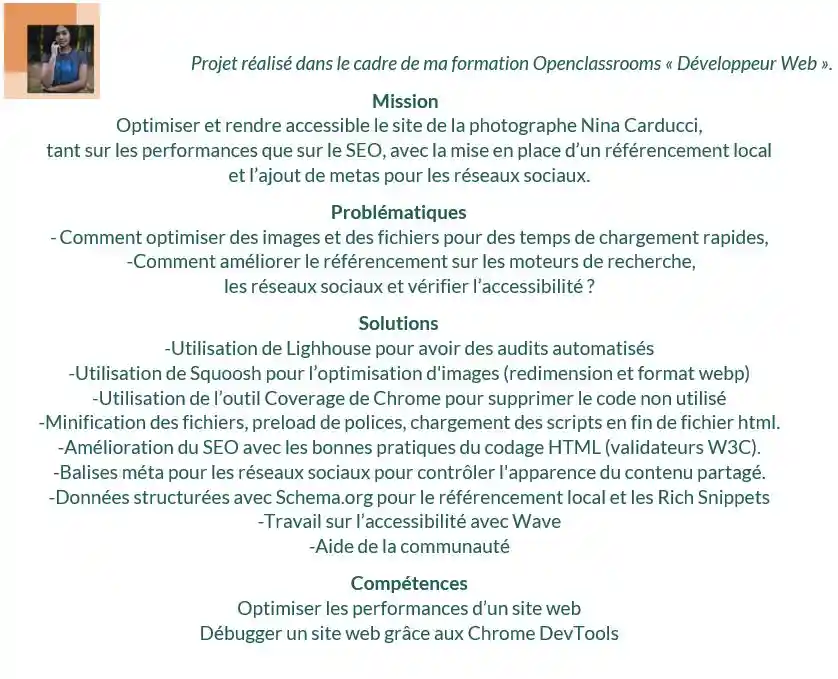 Projet réalisé dans le cadre de ma formation Openclassrooms « Développeur Web ».
Mission
Optimiser et rendre accessible le site de la photographe Nina Carducci,
tant sur les performances que sur le SEO, avec la mise en place d’un référencement local
et l’ajout de metas pour les réseaux sociaux.
Problématiques
- Comment optimiser des images et des fichiers pour des temps de chargement rapides,
-Comment améliorer le référencement sur les moteurs de recherche,
les réseaux sociaux et vérifier l’accessibilité ?
Solutions
-Utilisation de Lighhouse pour avoir des audits automatisés
-Utilisation de Squoosh pour l’optimisation d'images (redimension et format webp)
-Utilisation de l’outil Coverage de Chrome pour supprimer le code non utilisé
-Minification des fichiers, preload de polices, chargement des scripts en fin de fichier html.
-Amélioration du SEO avec les bonnes pratiques du codage HTML (validateurs W3C).
-Balises méta pour les réseaux sociaux pour contrôler l'apparence du contenu partagé.
-Données structurées avec Schema.org pour le référencement local et les Rich Snippets
-Travail sur l’accessibilité avec Wave
-Aide de la communauté
Compétences
Optimiser les performances d’un site web
Débugger un site web grâce aux Chrome DevTools